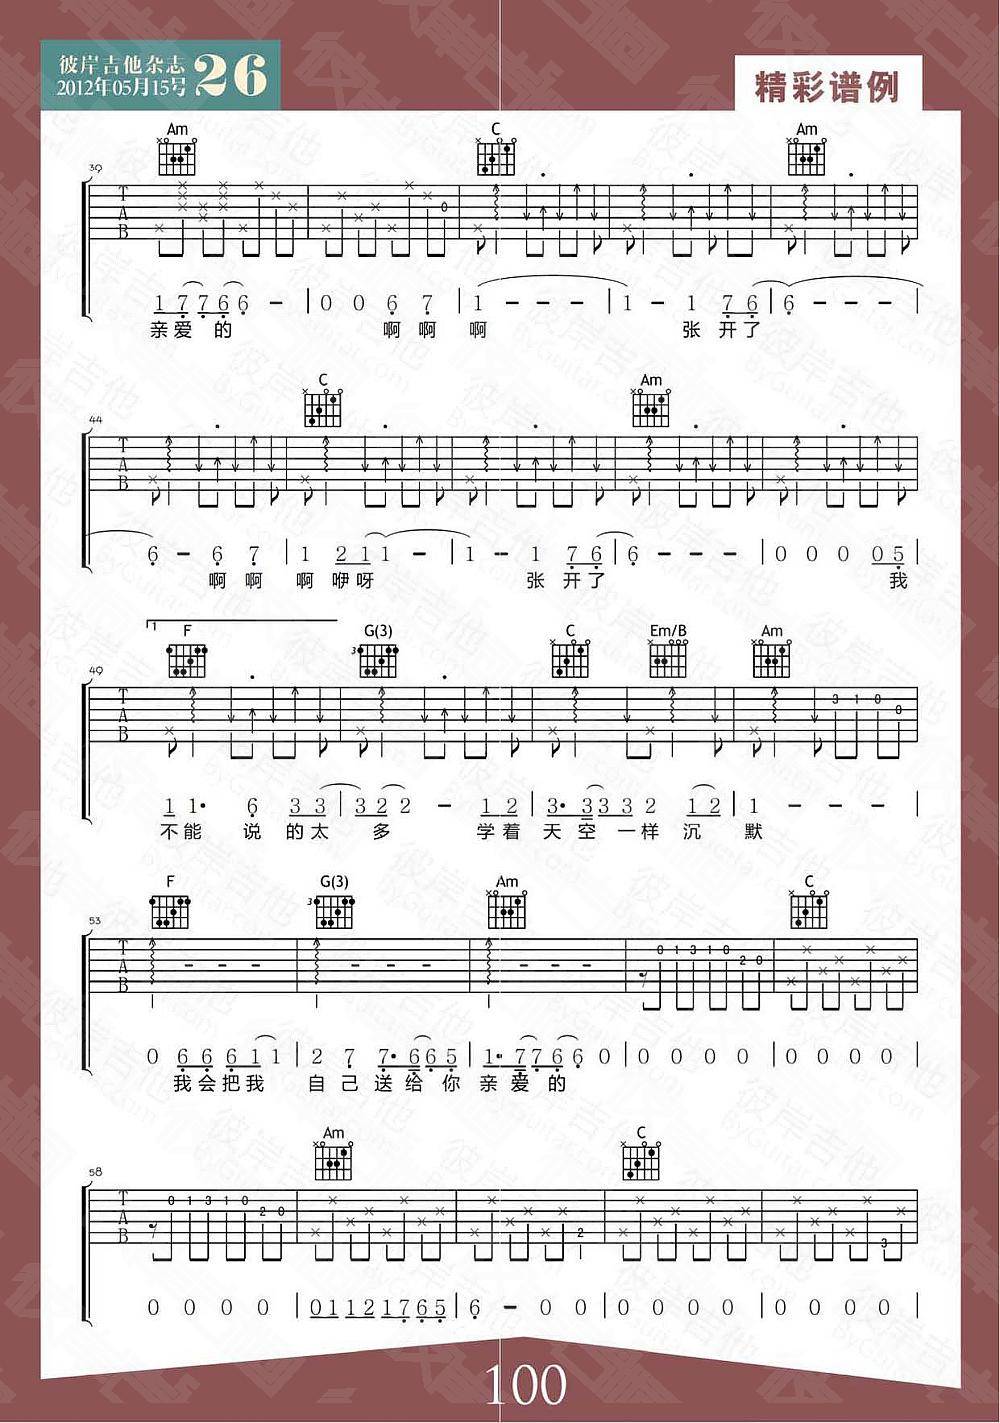 彼岸吉他杂志
2012年05月15号 26
精彩谱例
Am C Am
39
T A B
1 7 7 6 6 - | 0 0 6 7 | 1 - - - | 1 - 1 7 6 | 6 - - -
亲爱的 啊 啊 啊 张 开了
C Am
44
T A B
6 - 6 7 | 1 2 1 1 - | 1 - 1 7 6 | 6 - - - | 0 0 0 0 5 |
啊 啊 啊 咿呀 张 开了 我
1
F G(3) C Em/B Am
3
49
T A B
3 1 0 0
1 1· 6 3 3 | 3 2 2 - 1 2 | 3· 3 3 3 2 1 2 | 1 - - - |
不能 说 的太 多 学着 天 空 一样 沉 默
F G(3) Am C
3
53
T A B
0 1 3 1 0 2 0
0 6 6 6 1 1 | 2 7 7· 6 6 5 | 1· 7 7 6 6 0 | 0 0 0 0 | 0 0 0 0 |
我会把我 自 己 送 给 你 亲 爱 的
Am C
58
T A B
0 1 3 1 0 2 0 2 3
0 0 0 0 | 0 1 1 2 1 7 6 5 | 6 - 0 0 | 0 0 0 0 | 0 0 0 0 |
100